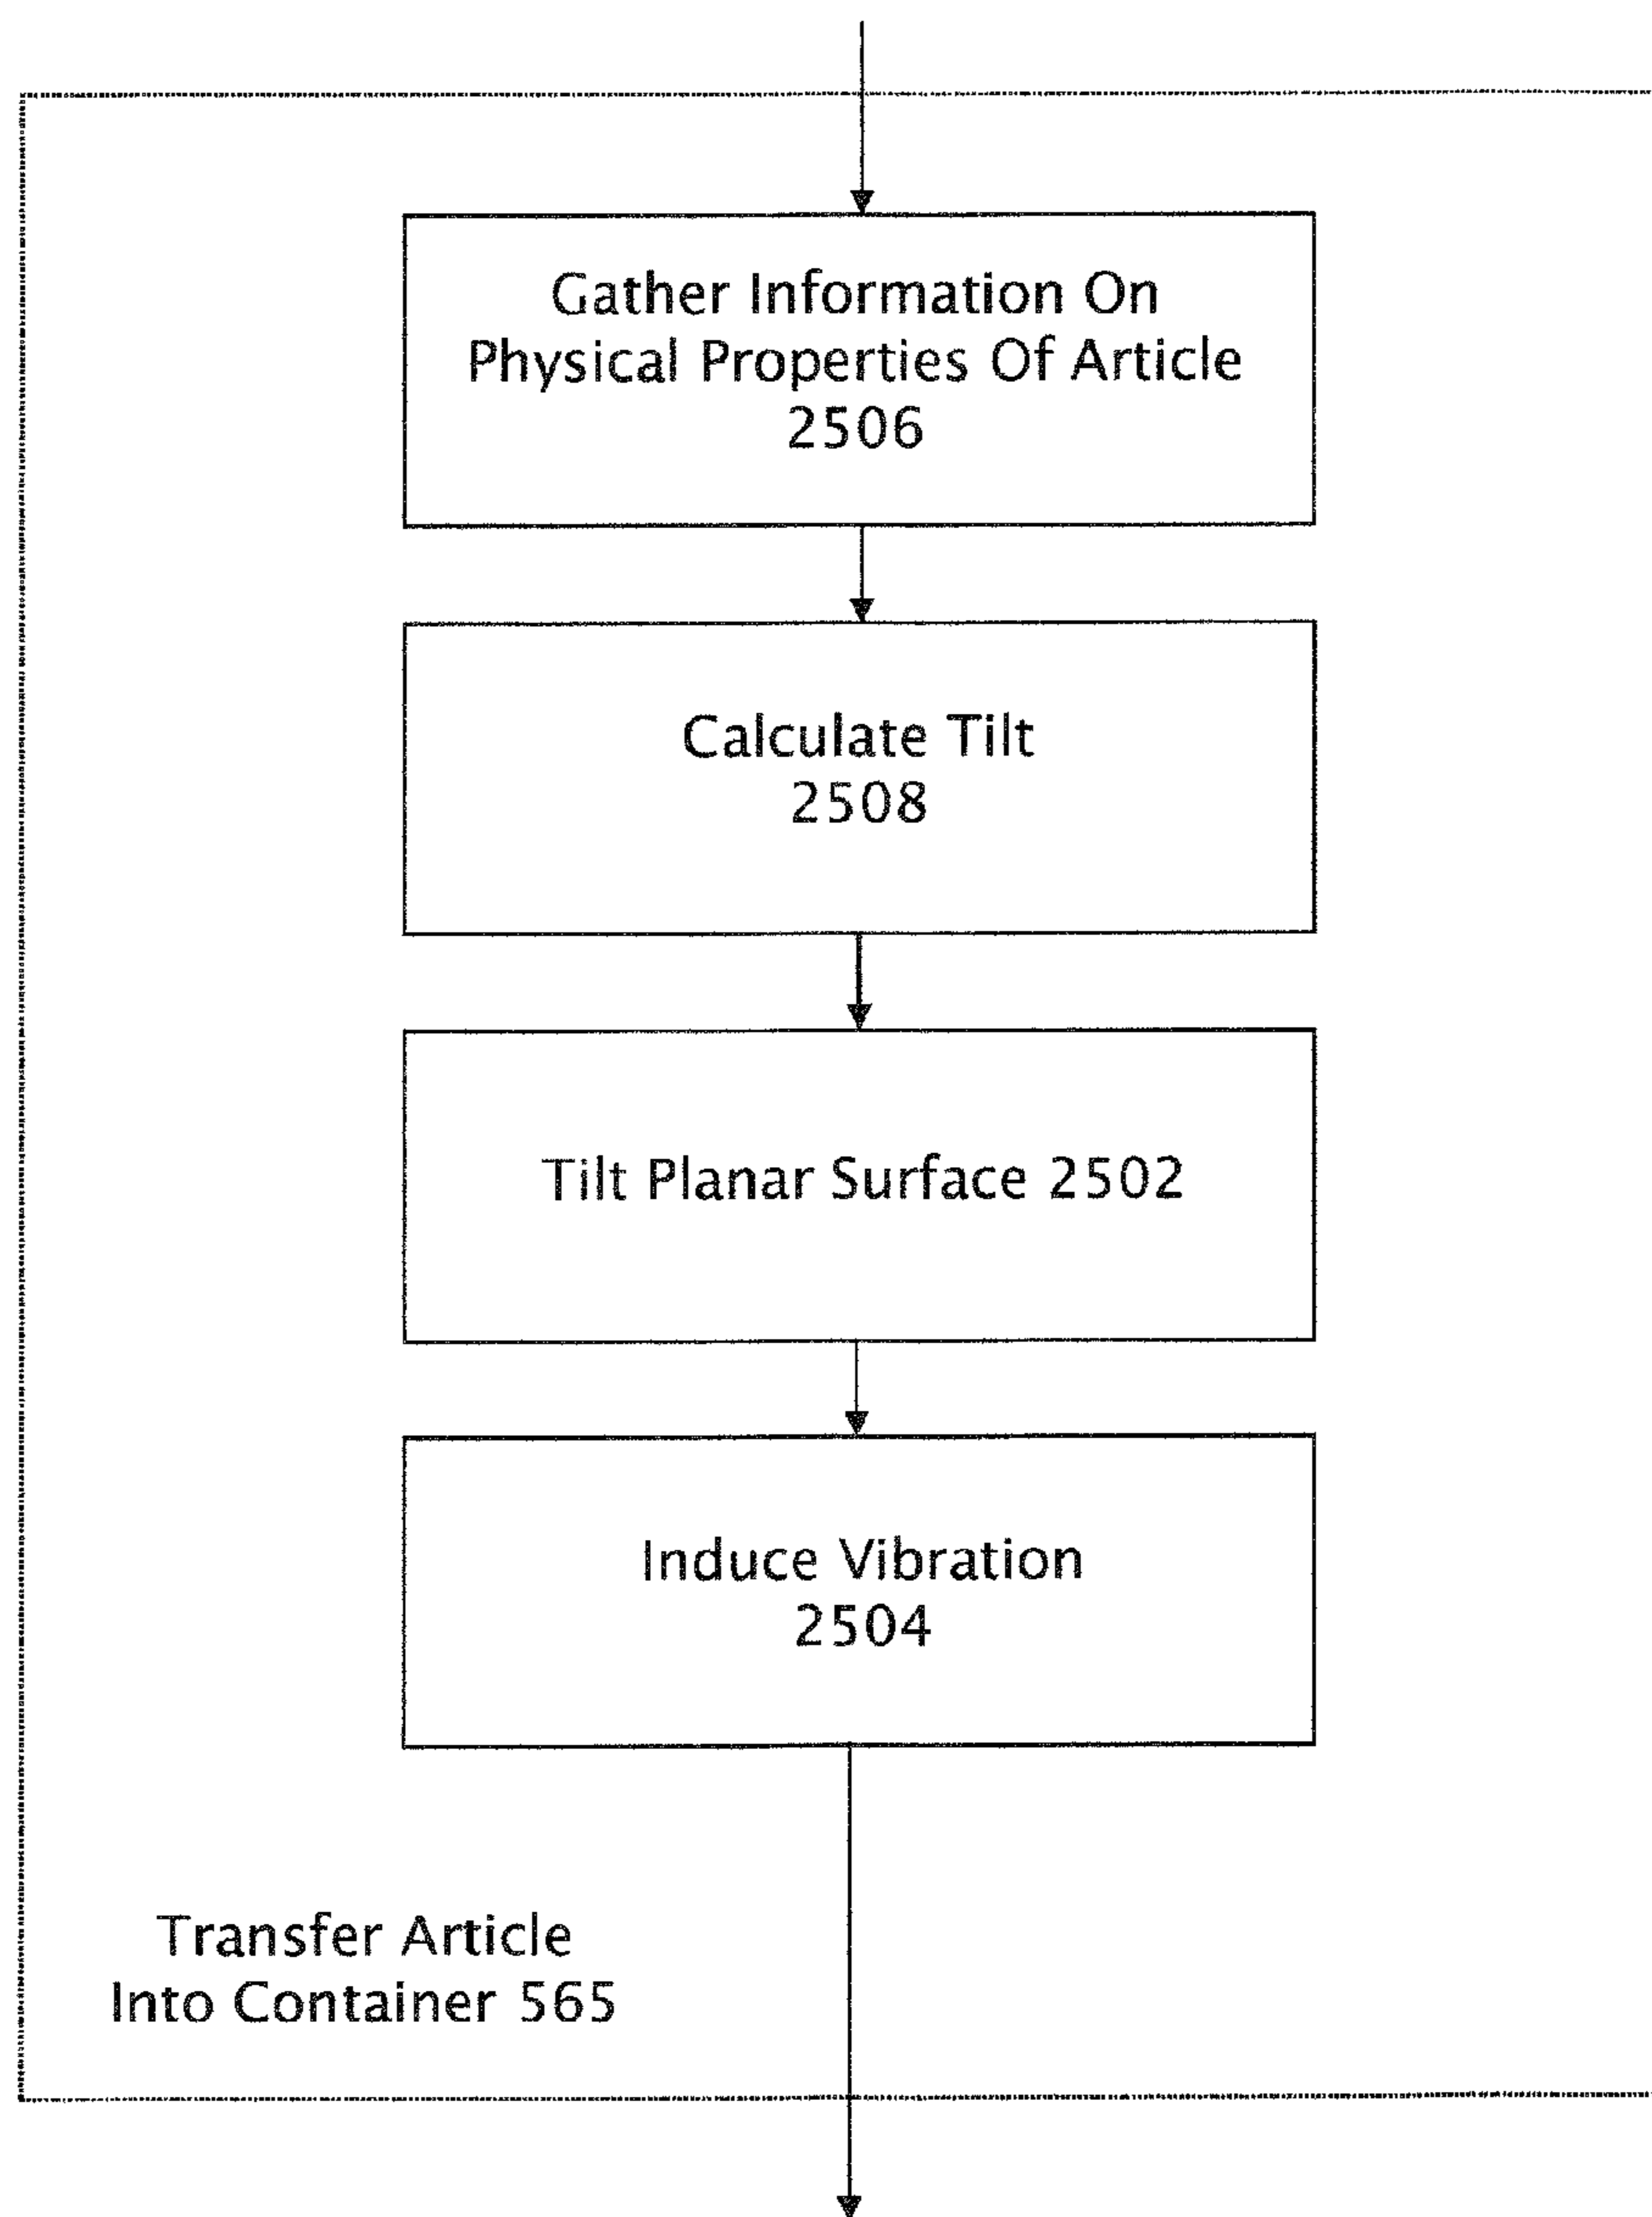 Gather Information On
Physical Properties Of Article
2506
Calculate Tilt
2508
Tilt Planar Surface 2502
Induce Vibration
2504
Transfer Article
Into Container 565